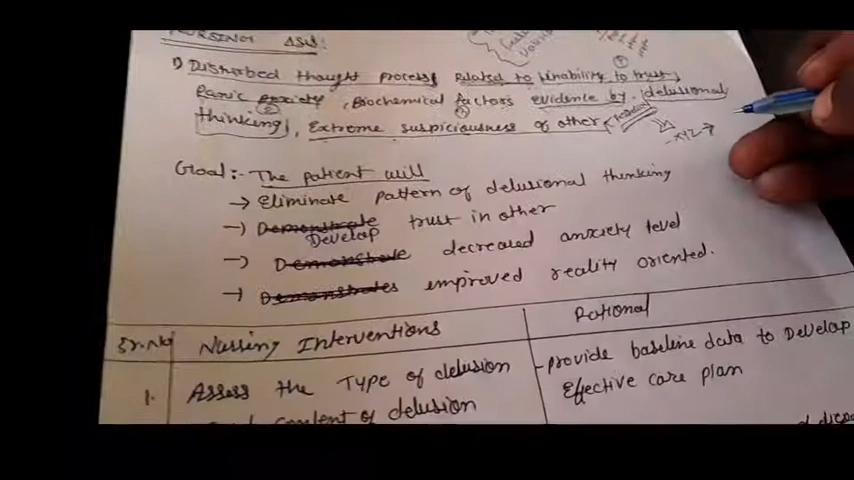 NURSING
1) Disturbed thought process related to inability to trust,
Panic anxiety, Biochemical factors evidence by delusional
thinking, Extreme suspiciousness of other
-XYZ→
Goal:- The patient will
→ Eliminate pattern of delusional thinking
→ Demonstrate trust in other
Develop
→ Demonstrate decreased anxiety level
→ Demonstrates emproved reality oriented.
Sr.No Nursing Interventions Rational
1. Assess the Type of delusion - provide baseline data to Develop
content of delusion Effective care plan